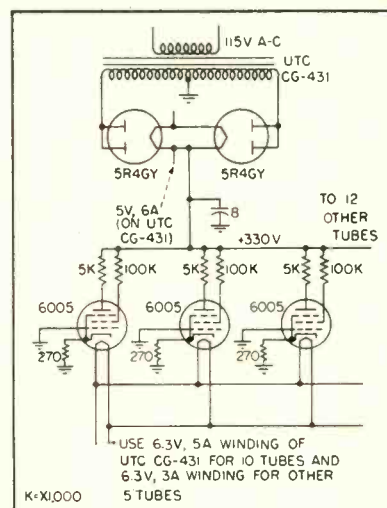 115V A-C
UTC
CG-431
5R4GY
5R4GY
5V, 6A
(ON UTC
CG-431)
8
TO 12
OTHER
TUBES
+330V
5K 100K 5K 100K 5K 100K
6005 6005 6005
270 270 270
USE 6.3V, 5A WINDING OF
UTC CG-431 FOR 10 TUBES AND
6.3V, 3A WINDING FOR OTHER
5 TUBES
K=X1,000